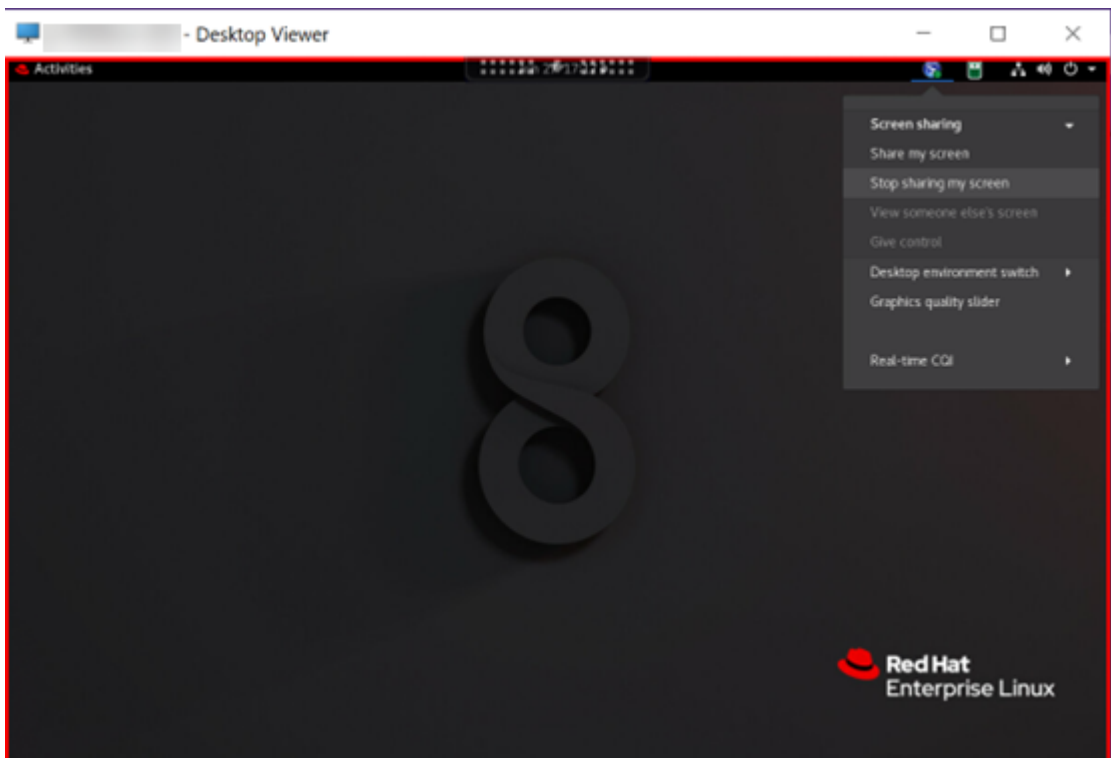 - Desktop Viewer
Activities
Screen sharing
Share my screen
Stop sharing my screen
View someone else's screen
Give control
Desktop environment switch
Graphics quality slider
Real-time CQI
8
Red Hat
Enterprise Linux